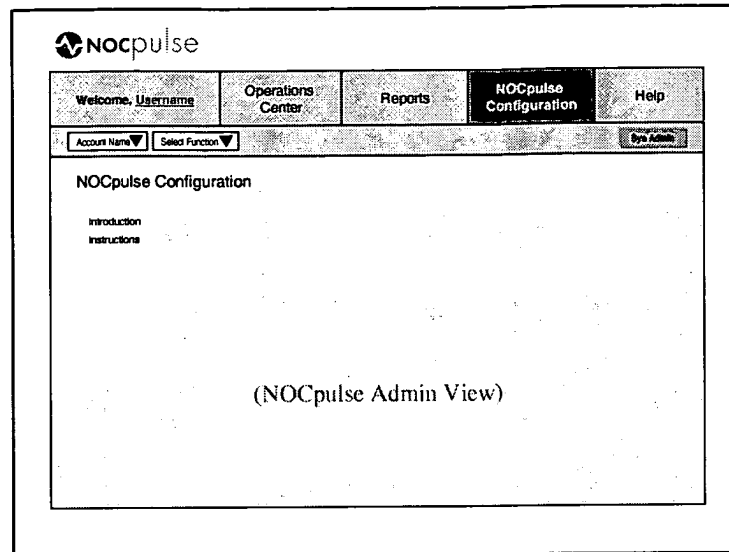 NOCpulse
Welcome, Username
Operations Center
Reports
NOCpulse Configuration
Help
Account Name
Select Function
Sys Admin
NOCpulse Configuration
Introduction
Instructions
(NOCpulse Admin View)